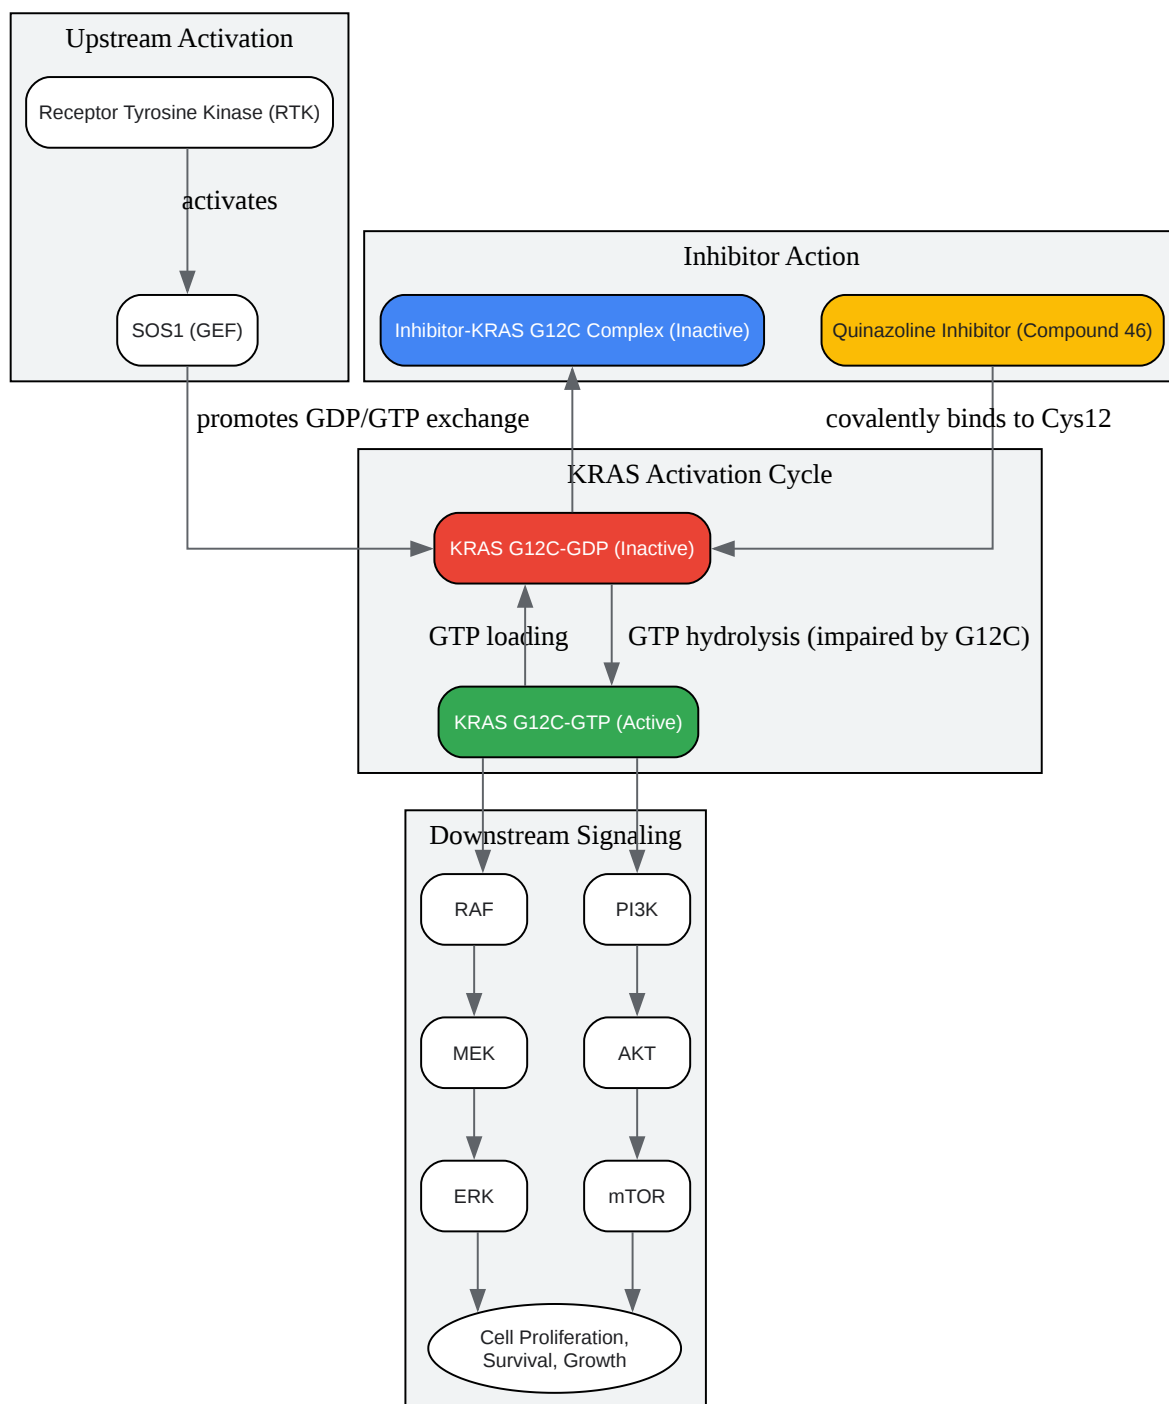 Upstream Activation
Receptor Tyrosine Kinase (RTK)
activates
SOS1 (GEF)
Inhibitor Action
Inhibitor-KRAS G12C Complex (Inactive)
Quinazoline Inhibitor (Compound 46)
promotes GDP/GTP exchange
covalently binds to Cys12
KRAS Activation Cycle
KRAS G12C-GDP (Inactive)
GTP loading
GTP hydrolysis (impaired by G12C)
KRAS G12C-GTP (Active)
Downstream Signaling
RAF
PI3K
MEK
AKT
ERK
mTOR
Cell Proliferation,
Survival, Growth